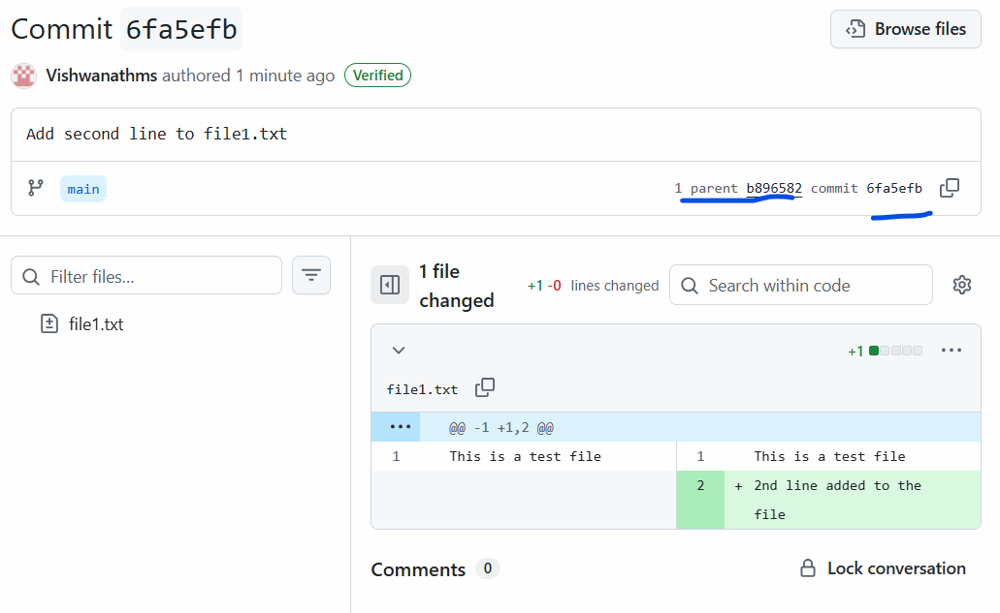 Commit 6fa5efb
Browse files
Vishwanathms authored 1 minute ago Verified
Add second line to file1.txt
main
1 parent b896582 commit 6fa5efb
Filter files...
file1.txt
1 file changed
+1 -0 lines changed
Search within code
+1
file1.txt
@@ -1 +1,2 @@
1 This is a test file
1 This is a test file
2 + 2nd line added to the
file
Comments 0
Lock conversation